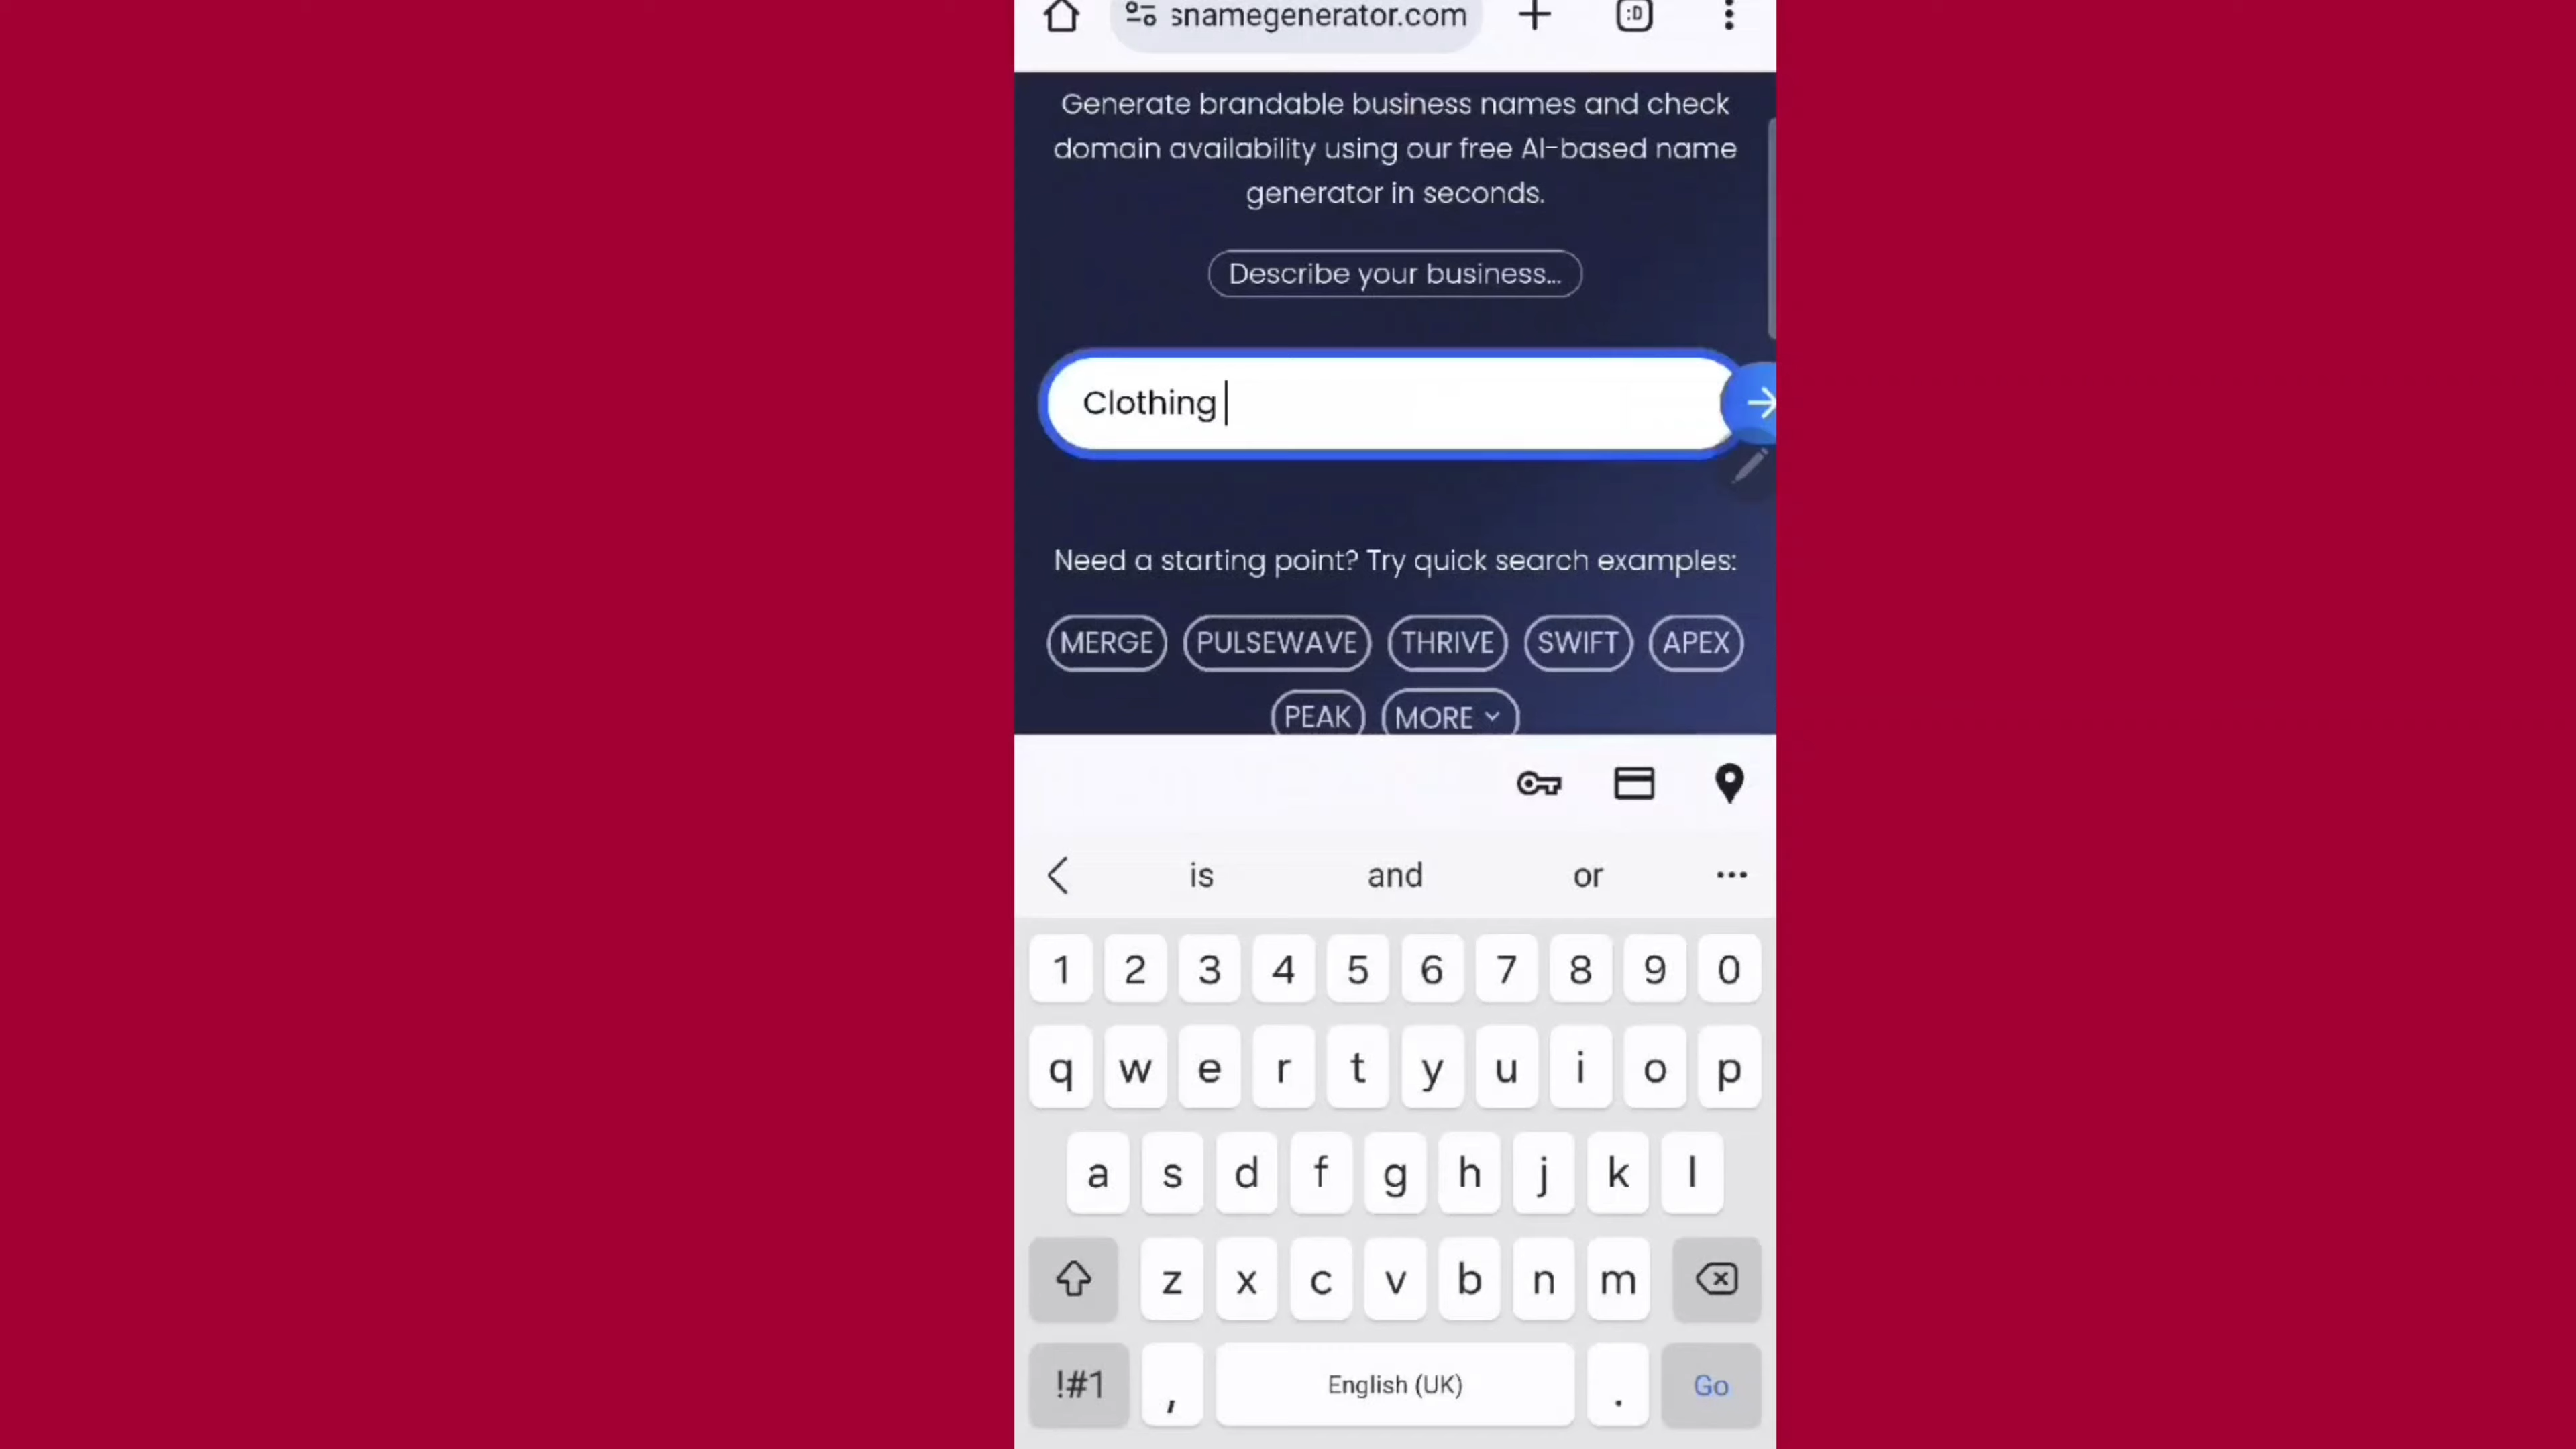 snamegenerator.com
:D
Generate brandable business names and check
domain availability using our free AI-based name
generator in seconds.
Describe your business...
Clothing
Need a starting point? Try quick search examples:
MERGE PULSEWAVE THRIVE SWIFT APEX
PEAK MORE
is and or
1 2 3 4 5 6 7 8 9 0
q w e r t y u i o p
a s d f g h j k l
z x c v b n m
!#1 , English (UK) . Go